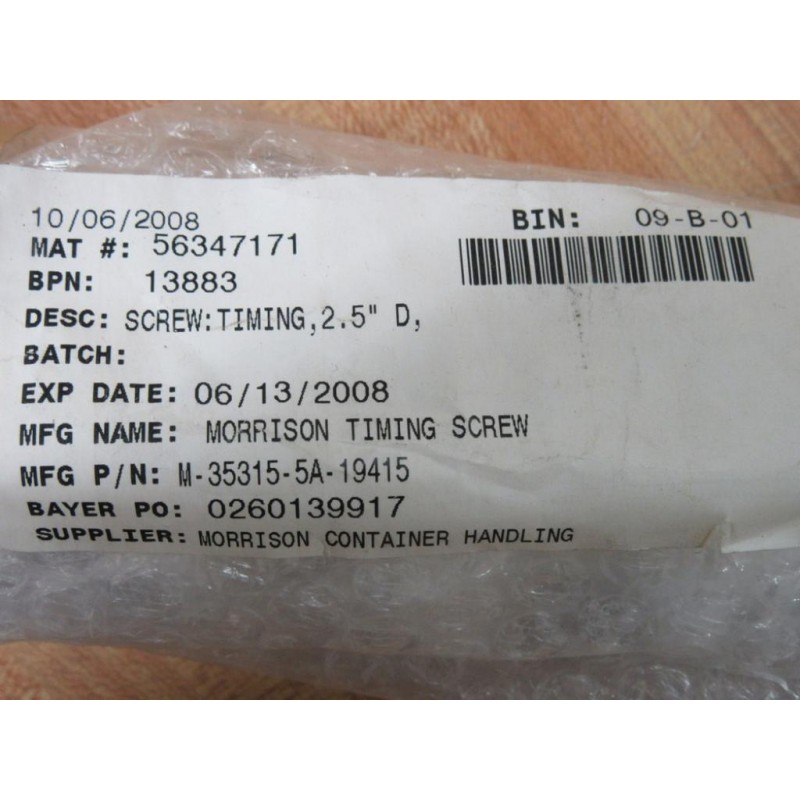 10/06/2008 BIN: 09-B-01
MAT #: 56347171
BPN: 13883
DESC: SCREW:TIMING,2.5" D,
BATCH:
EXP DATE: 06/13/2008
MFG NAME: MORRISON TIMING SCREW
MFG P/N: M-35315-5A-19415
BAYER PO: 0260139917
SUPPLIER: MORRISON CONTAINER HANDLING